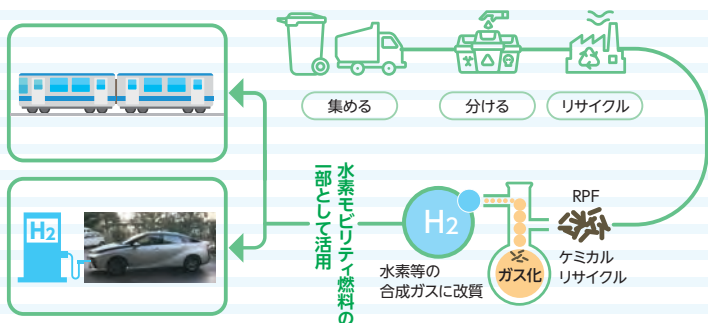 集める
分ける
リサイクル
RPF
ケミカル
リサイクル
ガス化
H2
水素等の
合成ガスに改質
水素モビリティ燃料の
一部として活用
H2